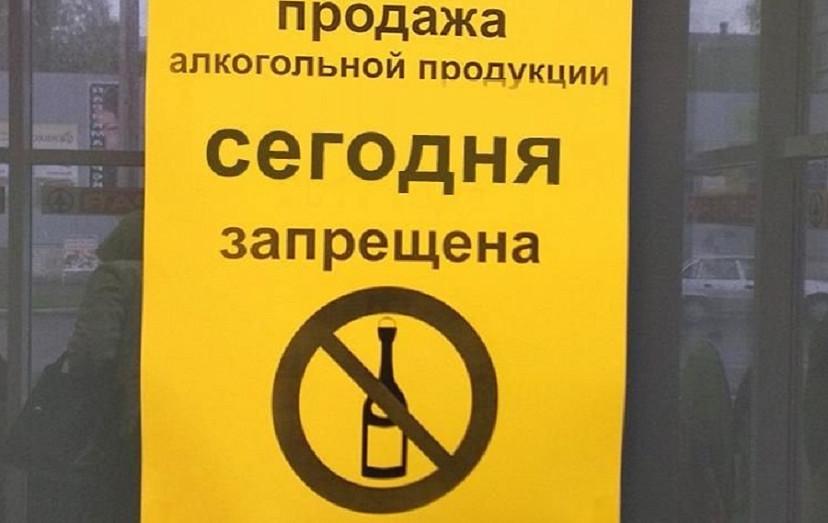 продажа
алкогольной продукции
сегодня
запрещена